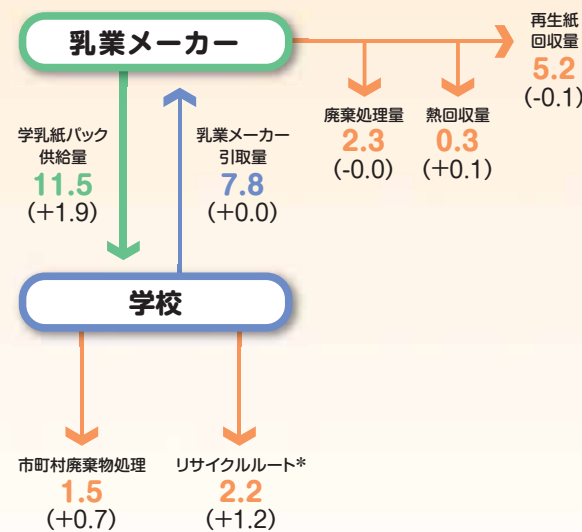 乳業メーカー
再生紙
回収量
5.2
(-0.1)
廃棄処理量
2.3
(-0.0)
熱回収量
0.3
(+0.1)
学乳紙パック
供給量
11.5
(+1.9)
乳業メーカー
引取量
7.8
(+0.0)
学校
市町村廃棄物処理
1.5
(+0.7)
リサイクルルート*
2.2
(+1.2)